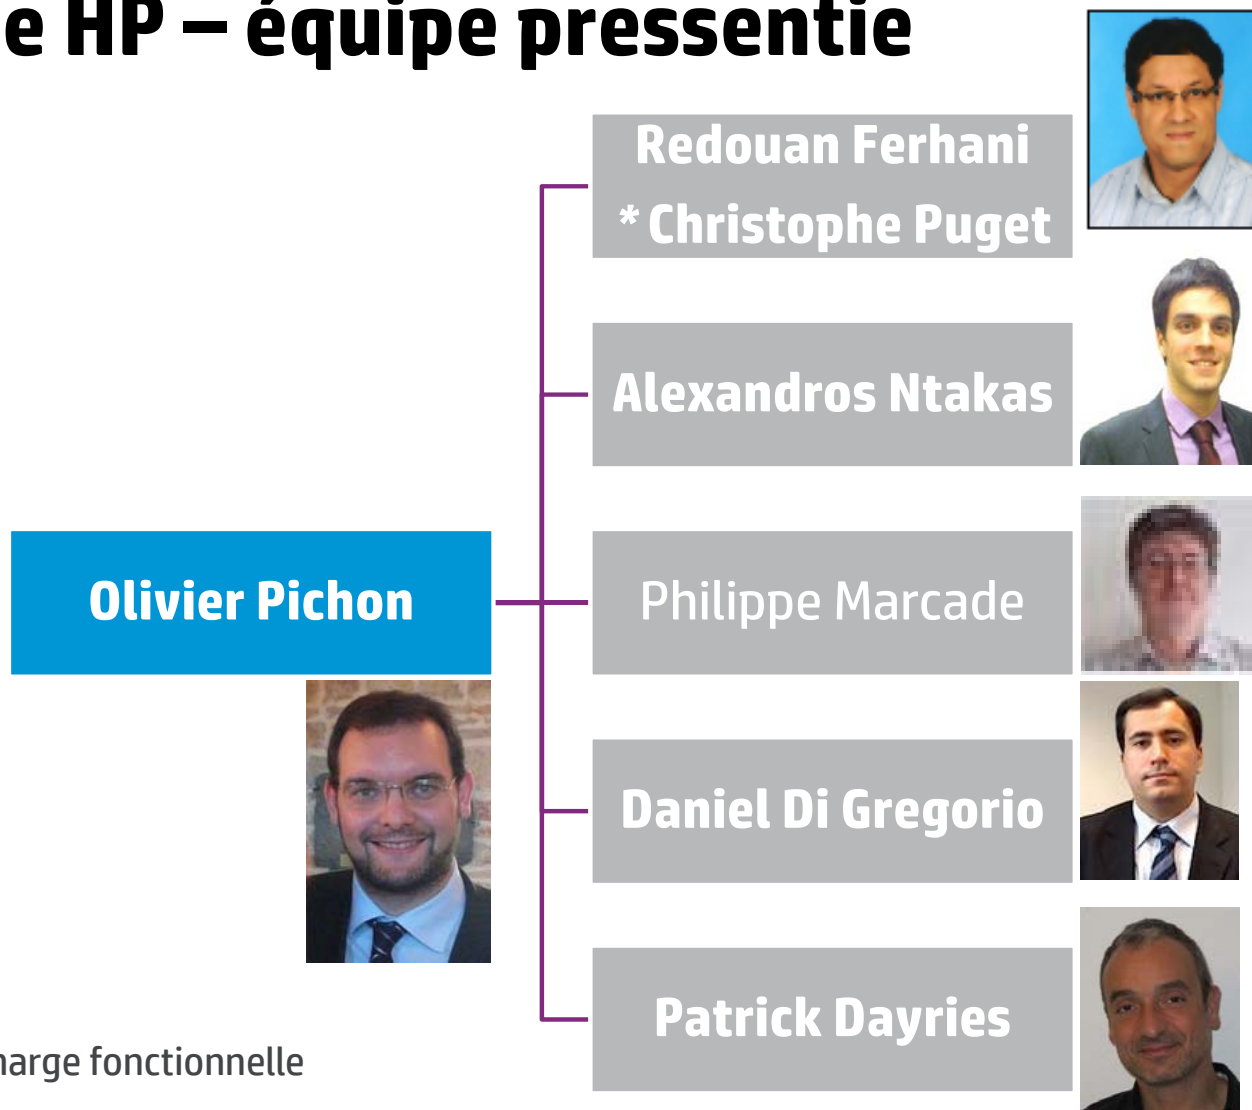 e HP – équipe pressentie
Redouan Ferhani
* Christophe Puget
Alexandros Ntakas
Olivier Pichon
Philippe Marcade
Daniel Di Gregorio
Patrick Dayries
harge fonctionnelle